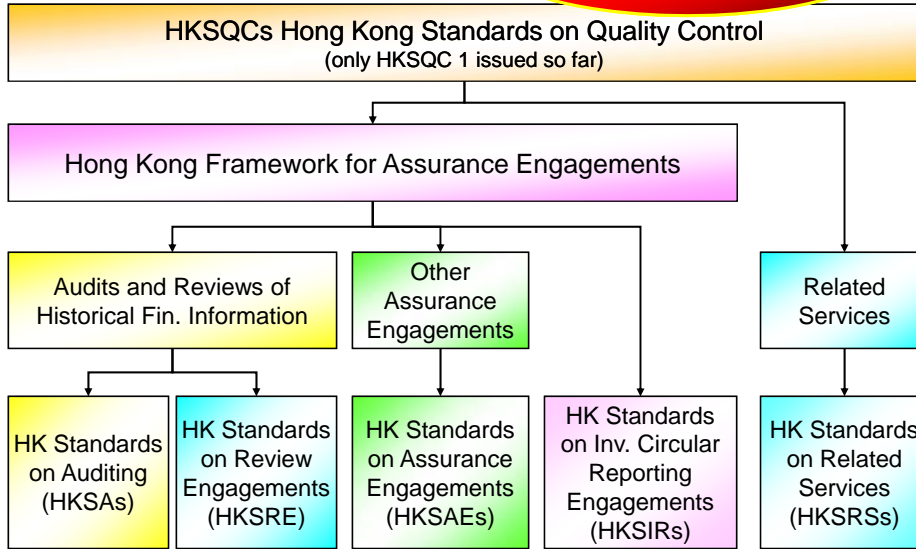 HKSQCs Hong Kong Standards on Quality Control
(only HKSQC 1 issued so far)
Hong Kong Framework for Assurance Engagements
Audits and Reviews of
Historical Fin. Information
Other
Assurance
Engagements
Related
Services
HK Standards
on Auditing
(HKSAs)
HK Standards
on Review
Engagements
(HKSRE)
HK Standards
on Assurance
Engagements
(HKSAEs)
HK Standards
on Inv. Circular
Reporting
Engagements
(HKSIRs)
HK Standards
on Related
Services
(HKSRSs)